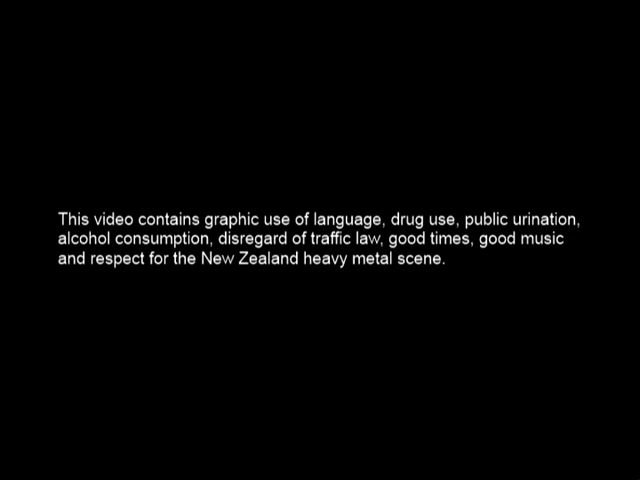 This video contains graphic use of language, drug use, public urination,
alcohol consumption, disregard of traffic law, good times, good music
and respect for the New Zealand heavy metal scene.